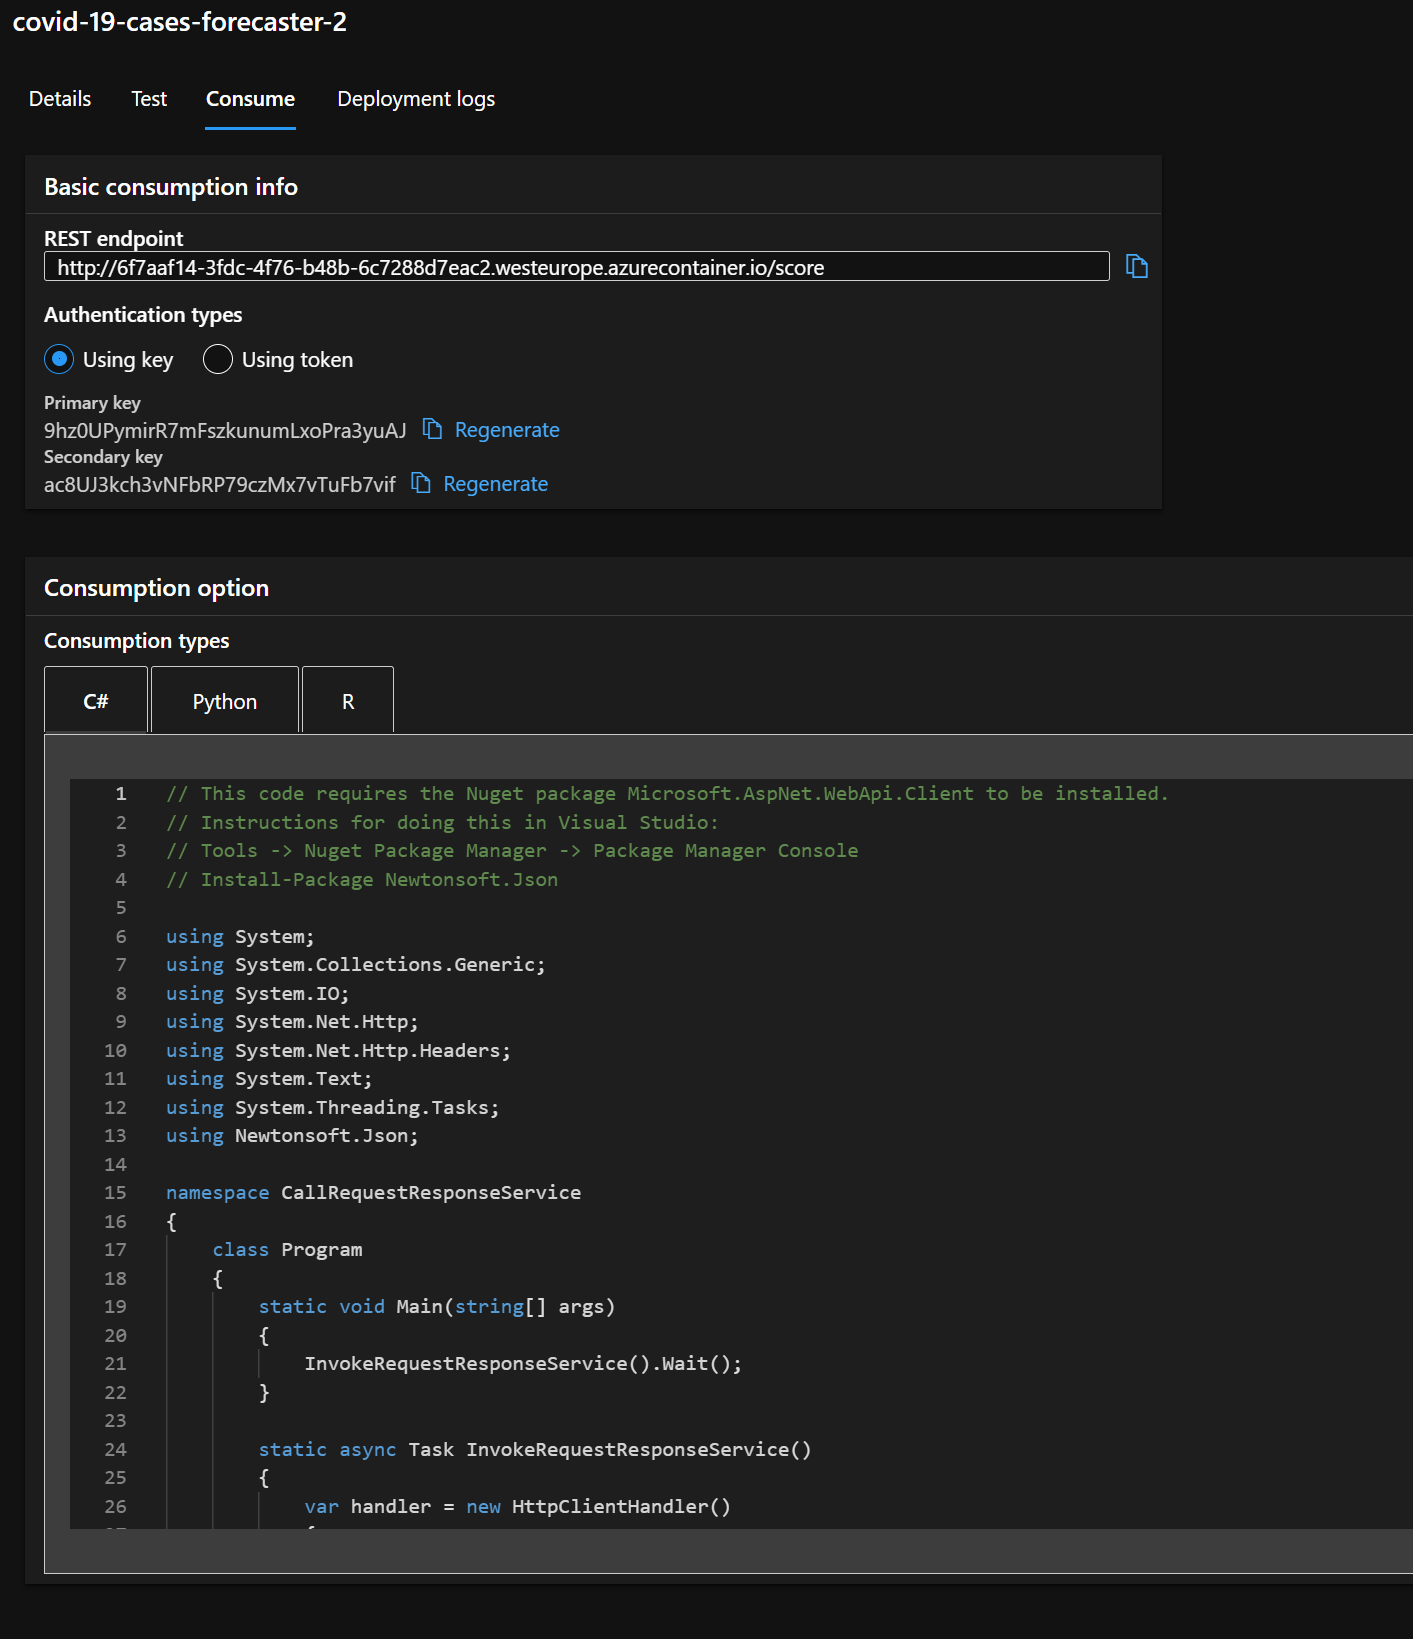 covid-19-cases-forecaster-2
Details Test Consume Deployment logs
Basic consumption info
REST endpoint
http://6f7aaf14-3fdc-4f76-b48b-6c7288d7eac2.westeurope.azurecontainer.io/score
Authentication types
Using key Using token
Primary key
9hz0UPymirR7mFszkunumLxoPra3yuAJ Regenerate
Secondary key
ac8UJ3kch3vNFbRP79czMx7vTuFb7vif Regenerate
Consumption option
Consumption types
C# Python R
1 // This code requires the Nuget package Microsoft.AspNet.WebApi.Client to be installed.
2 // Instructions for doing this in Visual Studio:
3 // Tools -> Nuget Package Manager -> Package Manager Console
4 // Install-Package Newtonsoft.Json
5
6 using System;
7 using System.Collections.Generic;
8 using System.IO;
9 using System.Net.Http;
10 using System.Net.Http.Headers;
11 using System.Text;
12 using System.Threading.Tasks;
13 using Newtonsoft.Json;
14
15 namespace CallRequestResponseService
16 {
17 class Program
18 {
19 static void Main(string[] args)
20 {
21 InvokeRequestResponseService().Wait();
22 }
23
24 static async Task InvokeRequestResponseService()
25 {
26 var handler = new HttpClientHandler()